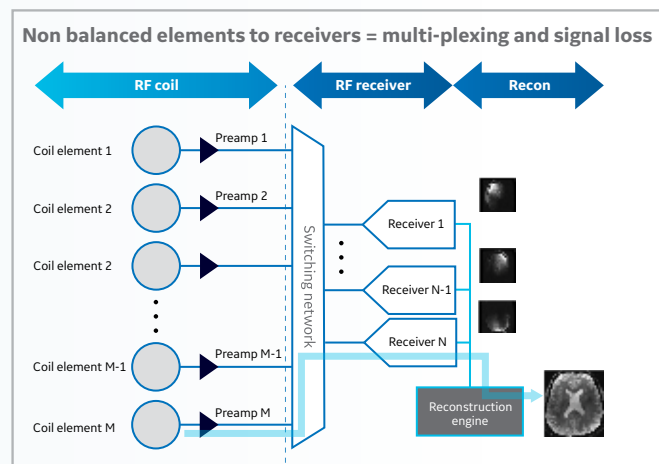 Non balanced elements to receivers = multi-plexing and signal loss
RF coil
RF receiver
Recon
Coil element 1
Preamp 1
Coil element 2
Preamp 2
Coil element 2
Coil element M-1
Preamp M-1
Coil element M
Preamp M
Switching network
Receiver 1
Receiver N-1
Receiver N
Reconstruction
engine